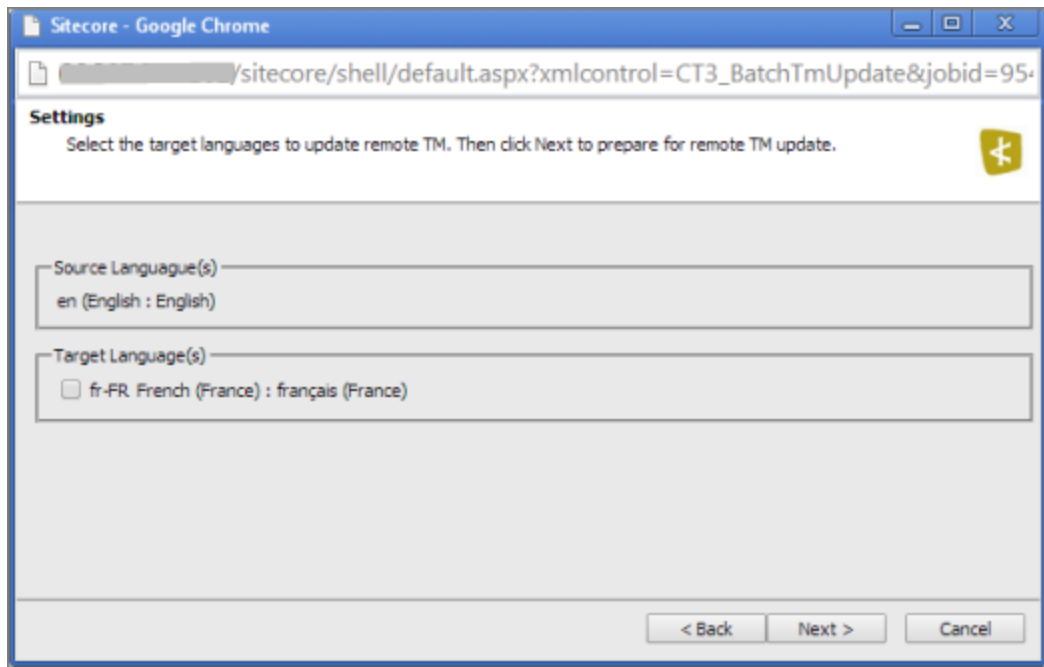 Sitecore - Google Chrome
/sitecore/shell/default.aspx?xmlcontrol=CT3_BatchTmUpdate&jobid=954
Settings
Select the target languages to update remote TM. Then click Next to prepare for remote TM update.
Source Languague(s)
en (English : English)
Target Language(s)
fr-FR French (France) : français (France)
< Back Next > Cancel